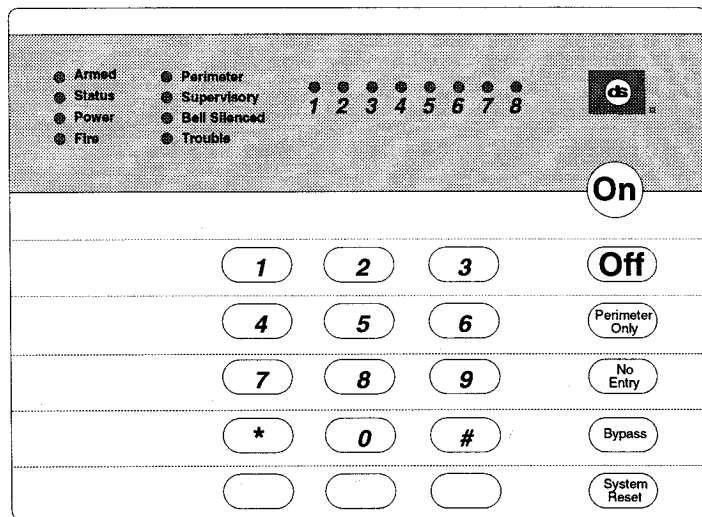 Armed
Status
Power
Fire
Perimeter
Supervisory
Bell Silenced
Trouble
1 2 3 4 5 6 7 8
ds
On
1 2 3 Off
4 5 6 Perimeter Only
7 8 9 No Entry
* 0 # Bypass
System Reset